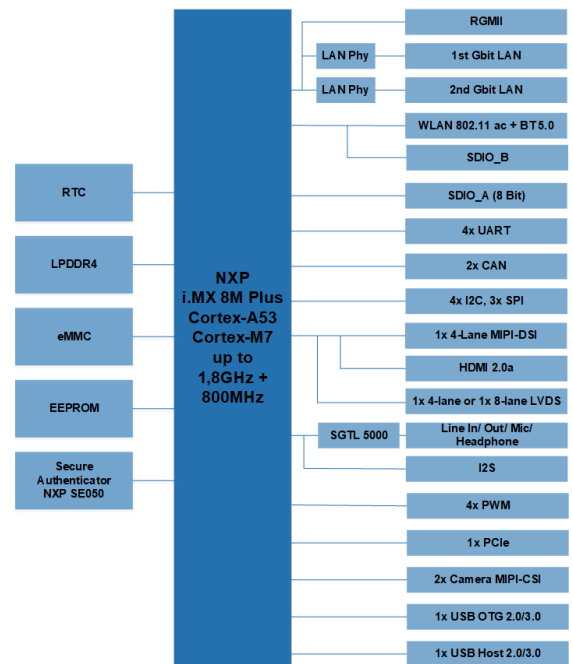 RTC
LPDDR4
eMMC
EEPROM
Secure
Authenticator
NXP SE050
NXP
i.MX 8M Plus
Cortex-A53
Cortex-M7
up to
1,8GHz +
800MHz
RGMII
LAN Phy
1st Gbit LAN
LAN Phy
2nd Gbit LAN
WLAN 802.11 ac + BT5.0
SDIO_B
SDIO_A (8 Bit)
4x UART
2x CAN
4x I2C, 3x SPI
1x 4-Lane MIPI-DSI
HDMI 2.0a
1x 4-lane or 1x 8-lane LVDS
SGTL 5000
Line In/ Out/ Mic/
Headphone
I2S
4x PWM
1x PCIe
2x Camera MIPI-CSI
1x USB OTG 2.0/3.0
1x USB Host 2.0/3.0